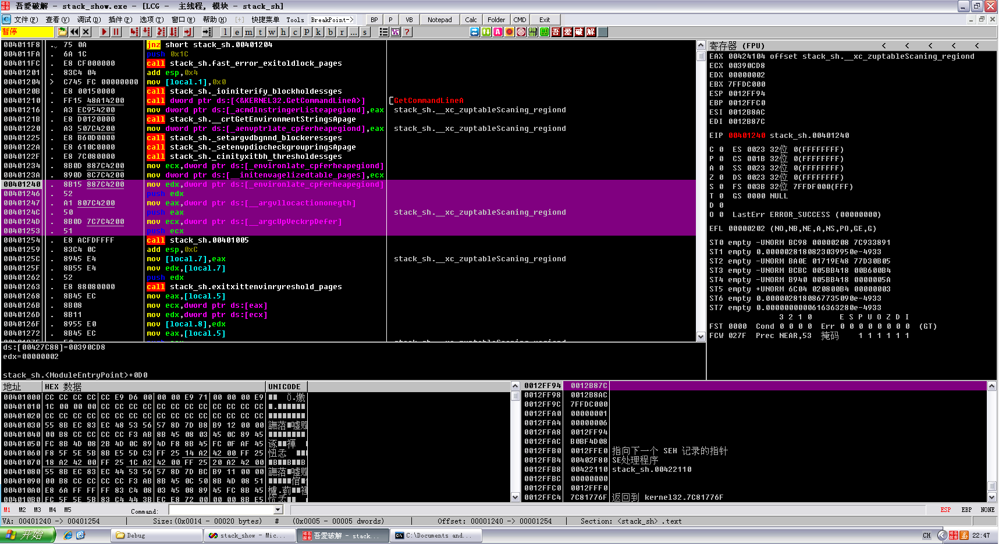 吾爱破解 - stack_show.exe - [LCG - 主线程, 模块 - stack_sh]
文件(F) 查看(V) 调试(D) 插件(P) 选项(T) 窗口(W) 帮助(H) [+] 快捷菜单 Tools BreakPoint-> BP P VB Notepad Calc Folder CMD Exit
暂停 l e m t w h c p k b r ... s ? 吾 爱 破 解
004011F8 . 75 0A jnz short stack_sh.00401204
004011FA . 6A 1C push 0x1C
004011FC . E8 CF000000 call stack_sh.fast_error_exitoldlock_pages
00401201 . 83C4 04 add esp,0x4
00401204 > C745 FC 00000000 mov [local.1],0x0
0040120B . E8 00150000 call stack_sh._ioiniterify_blockholdessges
00401210 . FF15 48A14200 call dword ptr ds:[<&KERNEL32.GetCommandLineA>] [GetCommandLineA
00401216 . A3 EC954200 mov dword ptr ds:[_acmdlnstringerListeapegiond],eax stack_sh.__xc_zuptableScaning_regiond
0040121B . E8 D0120000 call stack_sh.__crtGetEnvironmentStringsApage
00401220 . A3 507C4200 mov dword ptr ds:[_aenvptrlate_cpferheapegiond],eax stack_sh.__xc_zuptableScaning_regiond
00401225 . E8 B60D0000 call stack_sh._setargvdbgnnd_blockeressges
0040122A . E8 610C0000 call stack_sh._setenvpdiocheckgroupringsApage
0040122F . E8 7C080000 call stack_sh._cinityxitbh_thresholdessges
00401234 . 8B0D 887C4200 mov ecx,dword ptr ds:[_environlate_cpferheapegiond]
0040123A . 890D 8C7C4200 mov dword ptr ds:[__initenvagelizedtable_pages],ecx
00401240 . 8B15 887C4200 mov edx,dword ptr ds:[_environlate_cpferheapegiond]
00401246 . 52 push edx
00401247 . A1 807C4200 mov eax,dword ptr ds:[__argvllocactiononegth]
0040124C . 50 push eax stack_sh.__xc_zuptableScaning_regiond
0040124D . 8B0D 7C7C4200 mov ecx,dword ptr ds:[__argcUpVeckrpDefer]
00401253 . 51 push ecx
00401254 . E8 ACFDFFFF call stack_sh.00401005
00401259 . 83C4 0C add esp,0xC
0040125C . 8945 E4 mov [local.7],eax stack_sh.__xc_zuptableScaning_regiond
0040125F . 8B55 E4 mov edx,[local.7]
00401262 . 52 push edx
00401263 . E8 88080000 call stack_sh.exitxittenvinryreshold_pages
00401268 . 8B45 EC mov eax,[local.5]
0040126B . 8B08 mov ecx,dword ptr ds:[eax]
0040126D . 8B11 mov edx,dword ptr ds:[ecx]
0040126F . 8955 E0 mov [local.8],edx
00401272 . 8B45 EC mov eax,[local.5]
寄存器 (FPU) < < < < <
EAX 00424104 offset stack_sh.__xc_zuptableScaning_regiond
ECX 00390CD8
EDX 00000002
EBX 7FFDC000
ESP 0012FF94
EBP 0012FFC0
ESI 0012B8AC
EDI 0012B87C
EIP 00401240 stack_sh.00401240
C 0 ES 0023 32位 0(FFFFFFFF)
P 0 CS 001B 32位 0(FFFFFFFF)
A 0 SS 0023 32位 0(FFFFFFFF)
Z 0 DS 0023 32位 0(FFFFFFFF)
S 0 FS 003B 32位 7FFDF000(FFF)
T 0 GS 0000 NULL
D 0
O 0 LastErr ERROR_SUCCESS (00000000)
EFL 00000202 (NO,NB,NE,A,NS,PO,GE,G)
ST0 empty -UNORM BC98 00000208 7C933891
ST1 empty 0.0000028180823039950e-4933
ST2 empty -UNORM BA0E 01719E48 77D30B05
ST3 empty -UNORM BCBC 005BB418 00B600B4
ST4 empty -UNORM B940 005BB418 0000005A
ST5 empty +UNORM 6C04 020800B4 00000003
ST6 empty 0.0000028180867735090e-4933
ST7 empty 0.0000000000616363280e-4933
3 2 1 0 E S P U O Z D I
FST 0000 Cond 0 0 0 0 Err 0 0 0 0 0 0 0 0 (GT)
FCW 027F Prec NEAR,53 掩码 1 1 1 1 1 1
ds:[00427C88]=00390CD8
edx=00000002
stack_sh.<ModuleEntryPoint>+0D0
地址 HEX 数据 UNICODE
00401000 CC CC CC CC CC E9 D6 00 00 00 E9 71 00 00 00 E9
00401010 1C 00 00 00 CC CC CC CC CC CC CC CC CC CC CC CC
00401020 CC CC CC CC CC CC CC CC CC CC CC CC CC CC CC CC
00401030 55 8B EC 83 EC 48 53 56 57 8D 7D B8 B9 12 00 00
00401040 00 B8 CC CC CC CC F3 AB 8B 45 08 03 45 0C 89 45
00401050 FC 8B 4D 08 2B 4D 0C 89 4D F8 8B 45 FC 0F AF 45
00401060 F8 5F 5E 5B 8B E5 5D C3 FF 25 14 A2 42 00 FF 25
00401070 18 A2 42 00 FF 25 1C A2 42 00 FF 25 20 A2 42 00
00401080 55 8B EC 83 EC 44 53 56 57 8D 7D BC B9 11 00 00
00401090 00 B8 CC CC CC CC F3 AB 8B 45 0C 50 8B 4D 08 51
004010A0 E8 6A FF FF FF 83 C4 08 03 45 08 89 45 FC 8B 45
004010B0 FC 5F 5E 5B 83 C4 44 3B EC E8 72 00 00 00 8B E5
0012FF94 0012B87C
0012FF98 0012B8AC
0012FF9C 7FFDC000
0012FFA0 00000001
0012FFA4 00000006
0012FFA8 0012FF94
0012FFAC B0BF4D08
0012FFB0 0012FFE0 指向下一个 SEH 记录的指针
0012FFB4 00402F80 SE处理程序
0012FFB8 00422110 stack_sh.00422110
0012FFBC 00000000
0012FFC0 0012FFF0
0012FFC4 7C81776F 返回到 kernel32.7C81776F
M1 M2 M3 M4 M5 Command: ESP EBP NONE
VA: 00401240 -> 00401254 Size:(0x0014 - 00020 bytes) # (0x0005 - 00005 dwords) Offset: 00001240 -> 00001254 Section: <stack_sh> .text
开始 Debug stack_show - Mic... 吾爱破解 - stack... C:\Documents and... CH 22:47